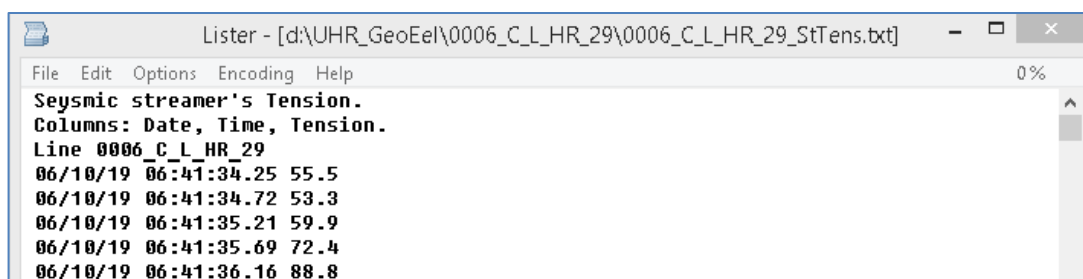 Lister - [d:\UHR_GeoEel\0006_C_L_HR_29\0006_C_L_HR_29_StTens.txt]
File Edit Options Encoding Help 0%
Seysmic streamer's Tension.
Columns: Date, Time, Tension.
Line 0006_C_L_HR_29
06/10/19 06:41:34.25 55.5
06/10/19 06:41:34.72 53.3
06/10/19 06:41:35.21 59.9
06/10/19 06:41:35.69 72.4
06/10/19 06:41:36.16 88.8